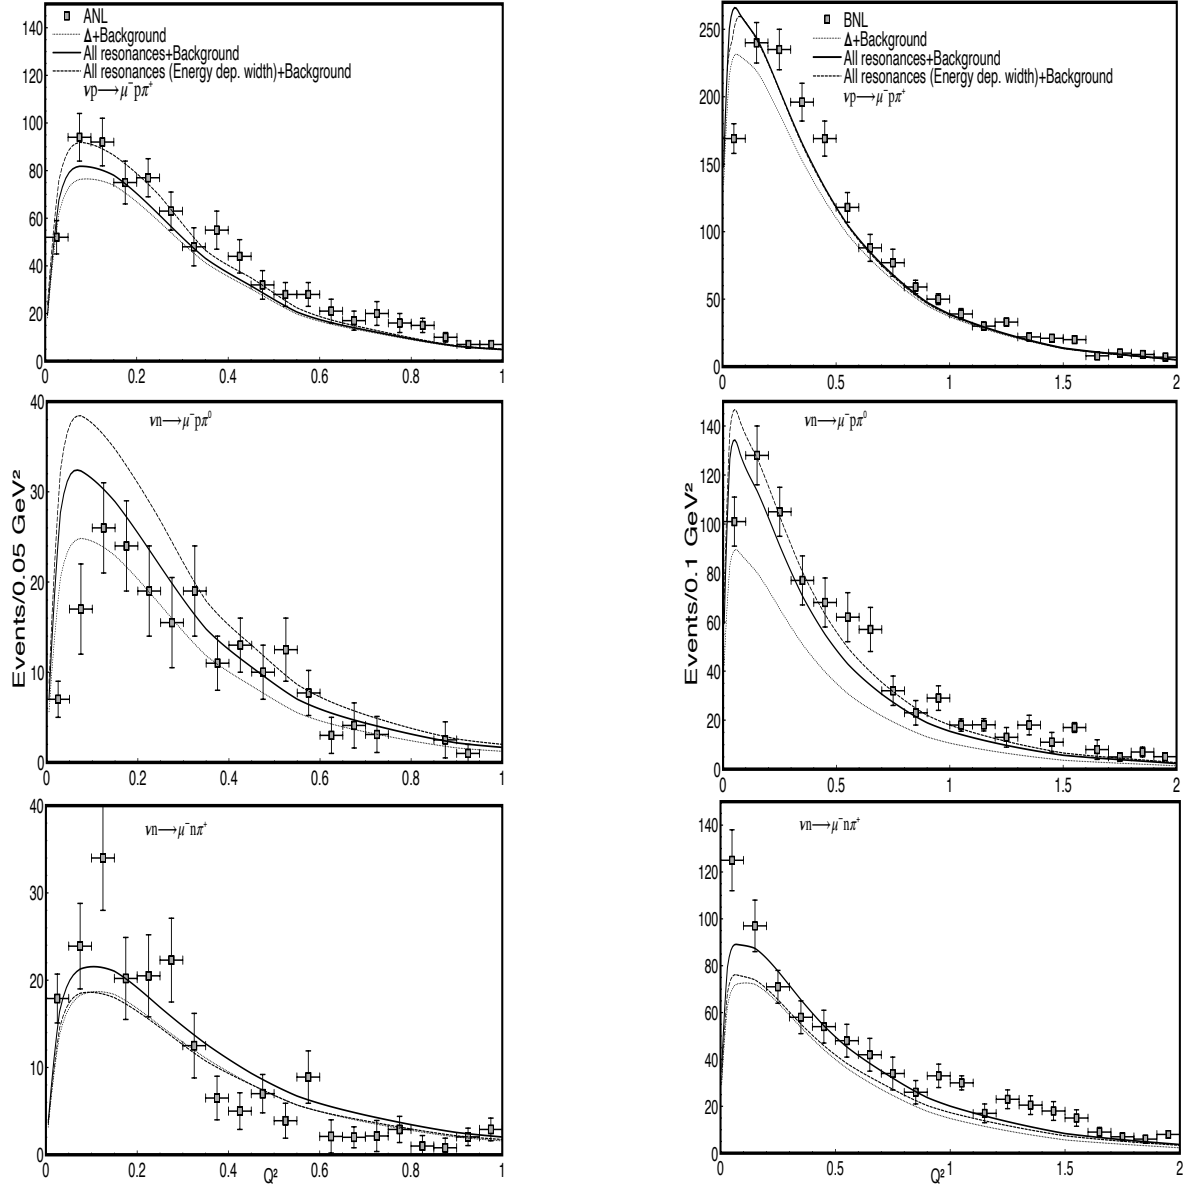 ANL
Δ+Background
All resonances+Background
All resonances (Energy dep. width)+Background
νp→μ⁻pπ⁺
140
120
100
80
60
40
20
0
0 0.2 0.4 0.6 0.8 1
BNL
Δ+Background
All resonances+Background
All resonances (Energy dep. width)+Background
νp→μ⁻pπ⁺
250
200
150
100
50
0
0 0.5 1 1.5 2
νn→μ⁻pπ⁰
Events/0.05 GeV²
40
30
20
10
0
0 0.2 0.4 0.6 0.8 1
νn→μ⁻pπ⁰
Events/0.1 GeV²
140
120
100
80
60
40
20
0
0 0.5 1 1.5 2
νn→μ⁻nπ⁺
40
30
20
10
0
0 0.2 0.4 0.6 0.8 1
Q²
νn→μ⁻nπ⁺
140
120
100
80
60
40
20
0
0 0.5 1 1.5 2
Q²